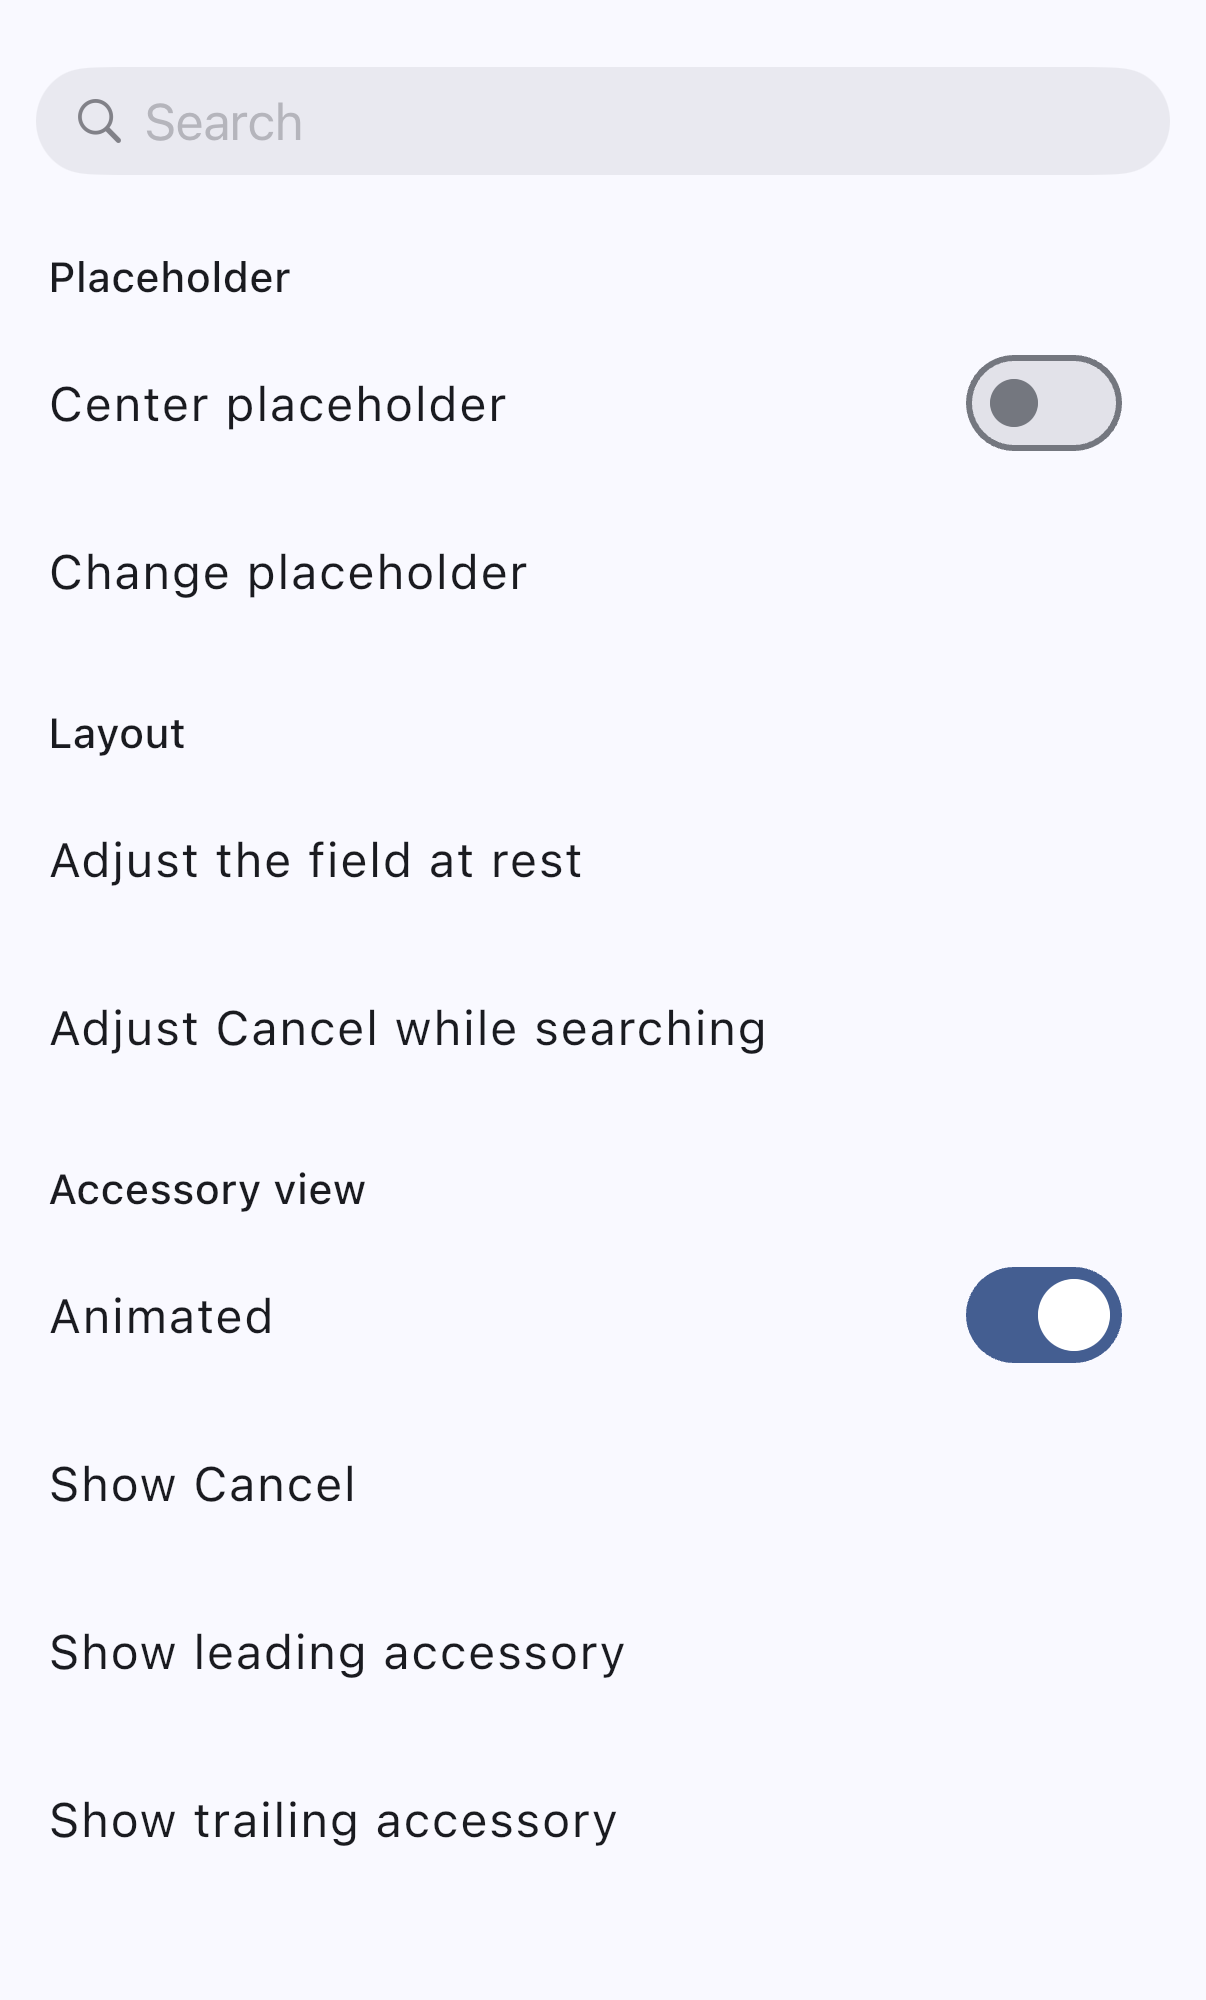 Search
Placeholder
Center placeholder
Change placeholder
Layout
Adjust the field at rest
Adjust Cancel while searching
Accessory view
Animated
Show Cancel
Show leading accessory
Show trailing accessory